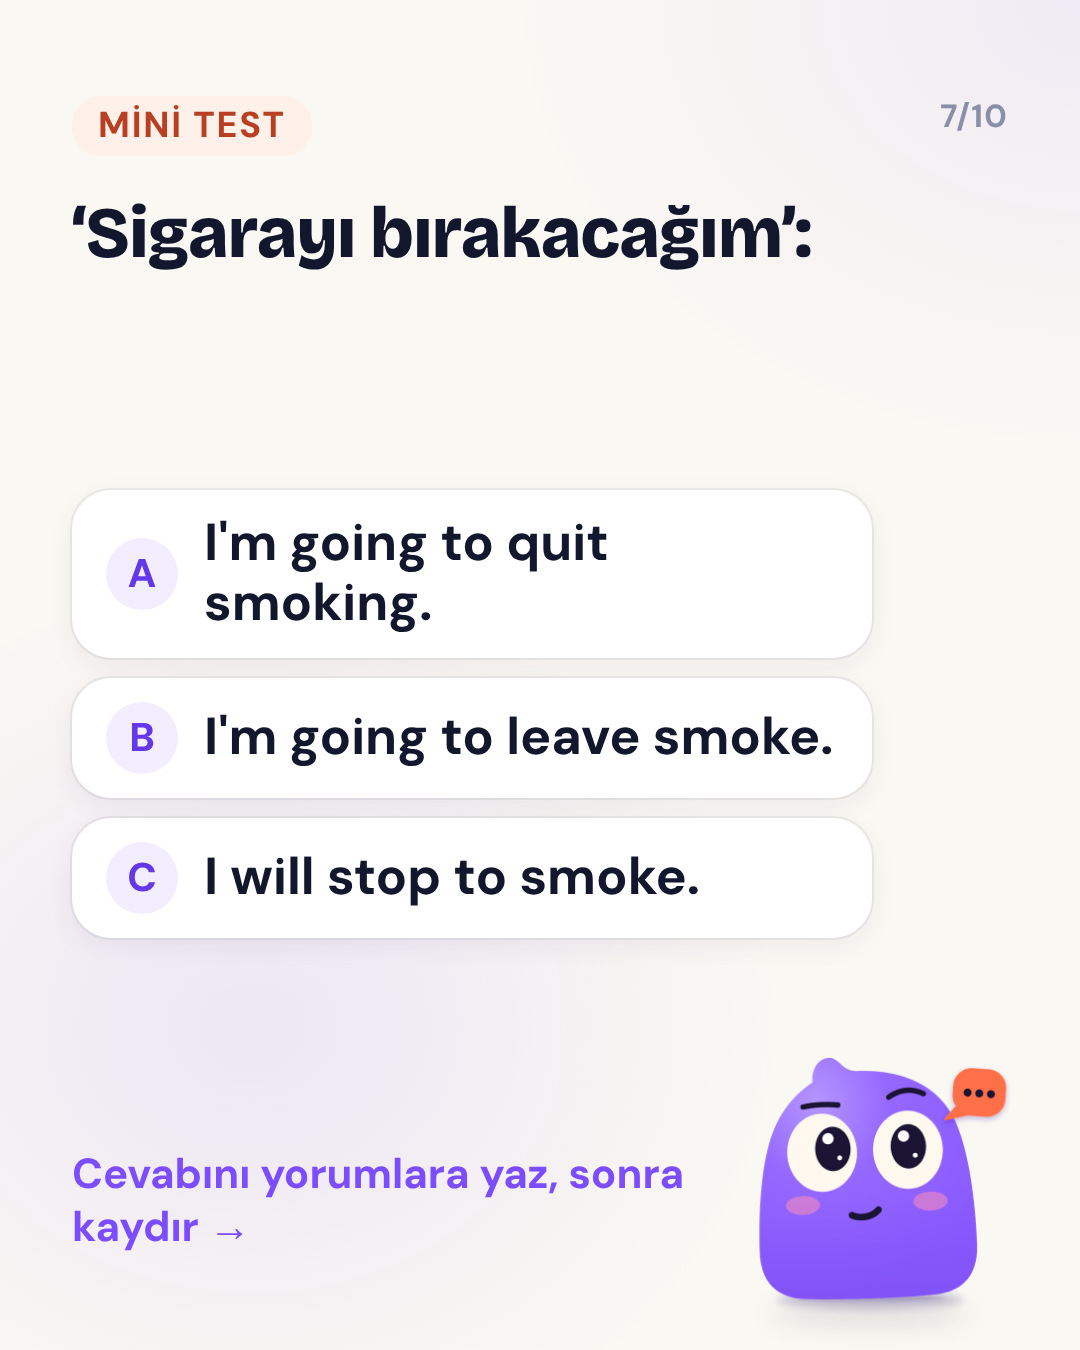 MİNİ TEST
7/10
‘Sigarayı bırakacağım’:
A
I'm going to quit
smoking.
B
I'm going to leave smoke.
C
I will stop to smoke.
Cevabını yorumlara yaz, sonra
kaydır →